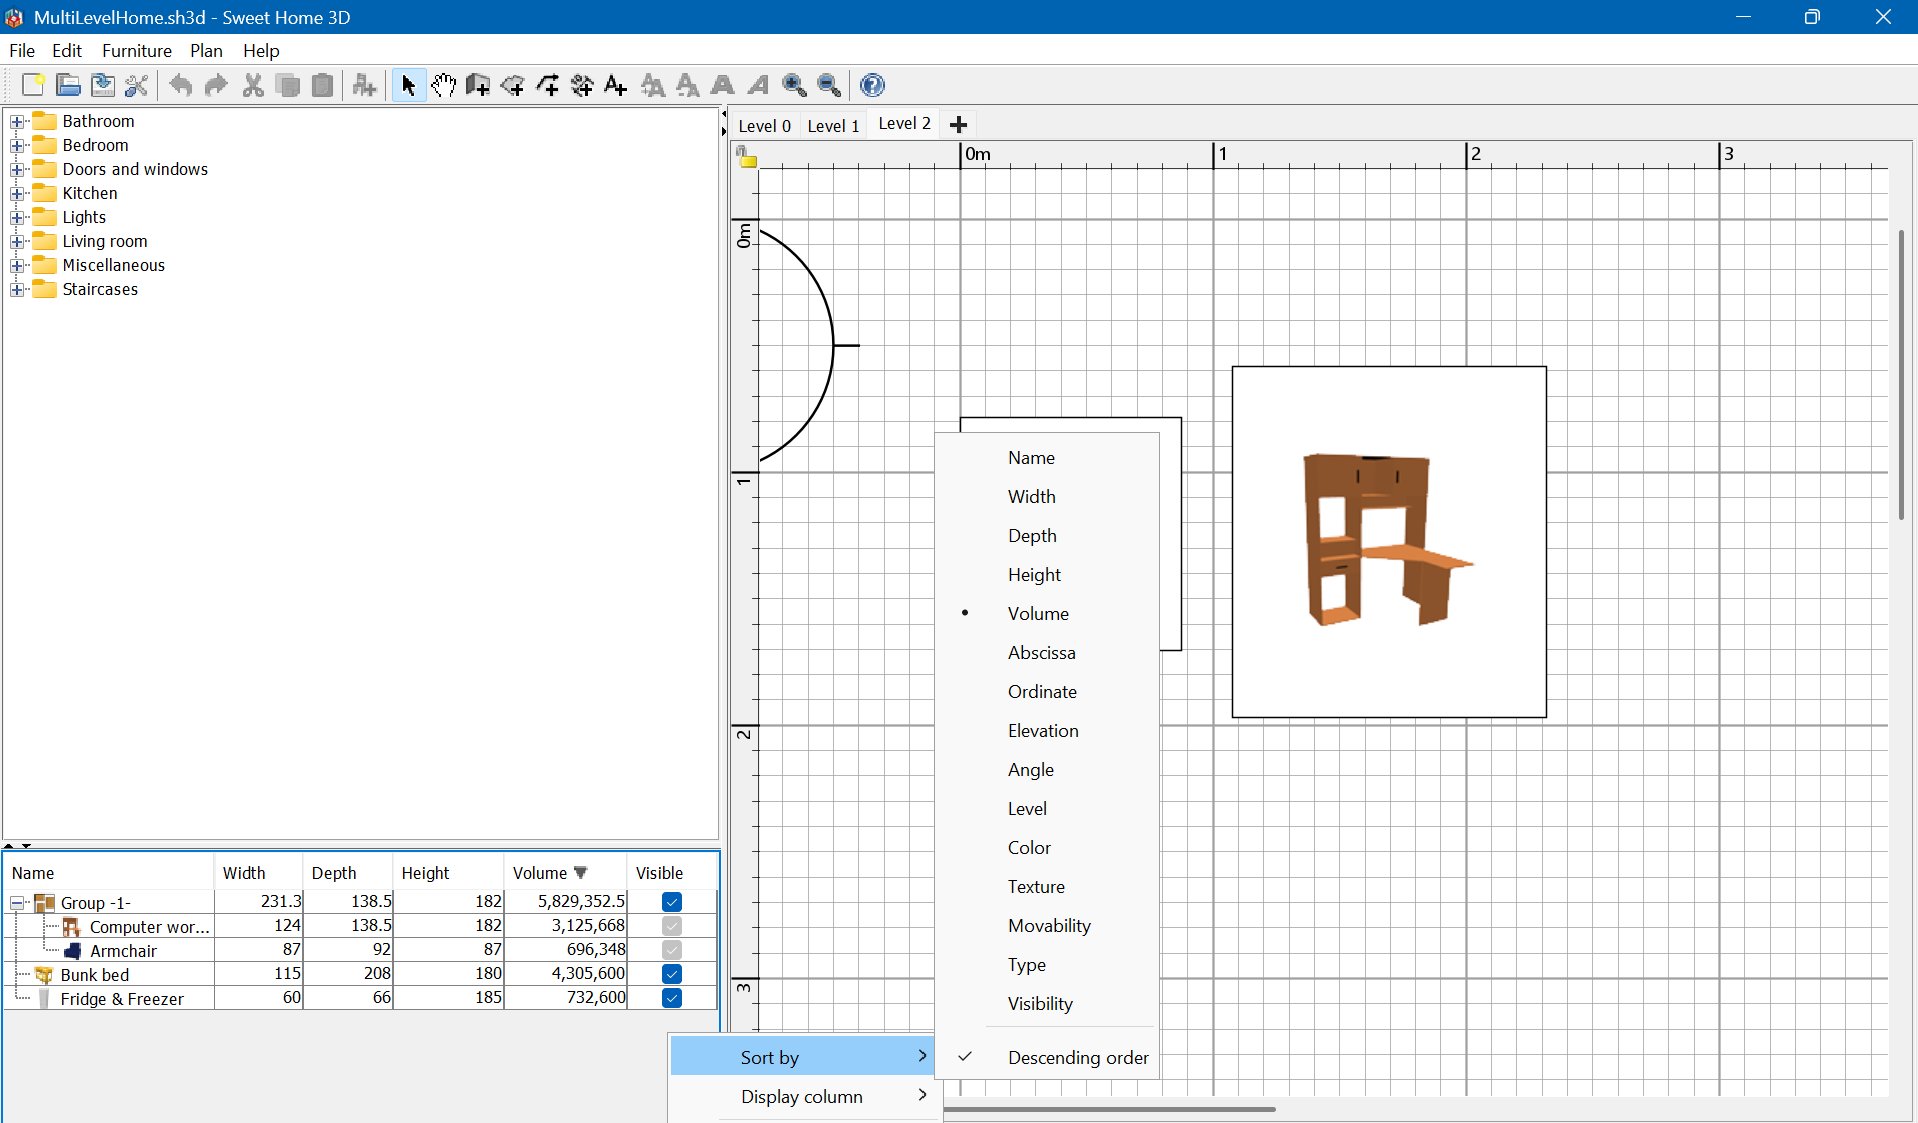 MultiLevelHome.sh3d - Sweet Home 3D
File Edit Furniture Plan Help
Bathroom
Bedroom
Doors and windows
Kitchen
Lights
Living room
Miscellaneous
Staircases
Level 0 Level 1 Level 2
0m 1 2 3
0m
1
2
3
Name
Width
Depth
Height
Volume
Abscissa
Ordinate
Elevation
Angle
Level
Color
Texture
Movability
Type
Visibility
Descending order
Name Width Depth Height Volume Visible
Group -1- 231.3 138.5 182 5,829,352.5
Computer wor... 124 138.5 182 3,125,668
Armchair 87 92 87 696,348
Bunk bed 115 208 180 4,305,600
Fridge & Freezer 60 66 185 732,600
Sort by
Display column